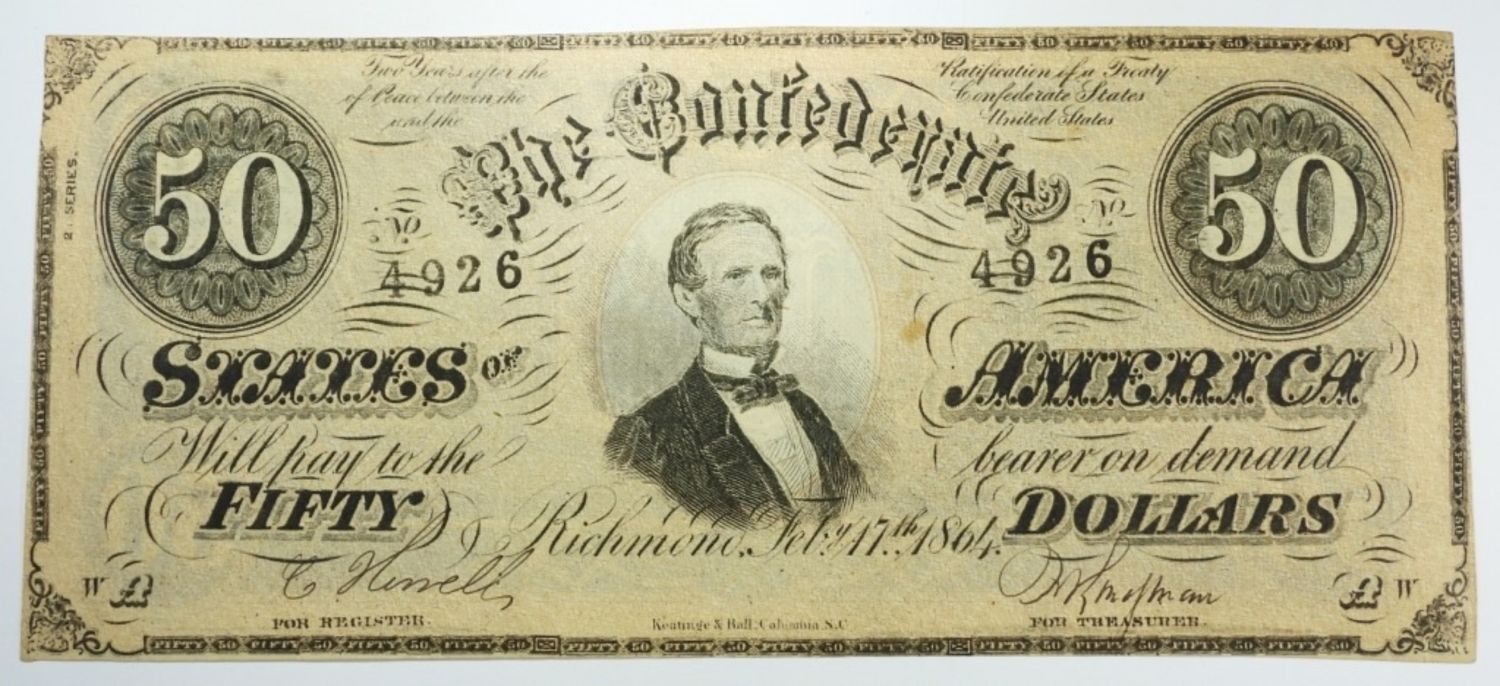 Two Years after the Ratification of a Treaty
of Peace between the Confederate States
and the United States
The Confederate
50 50
2 SERIES.
No No
4926 4926
STATES OF AMERICA
Will pay to the bearer on demand
FIFTY DOLLARS
Richmond, Feby. 17th, 1864.
W W
FOR REGISTER. Keatinge & Ball, Columbia, S.C. FOR TREASURER.